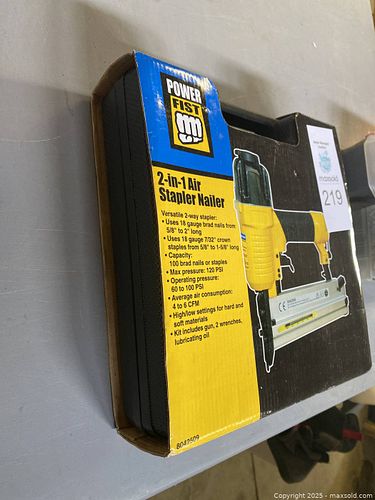 POWER
FIST
2-in-1 Air
Stapler Nailer
Versatile 2-way stapler:
• Uses 18 gauge brad nails from
5/8" to 2" long
• Uses 18 gauge 7/32" crown
staples from 5/8" to 1-5/8" long
• Capacity:
100 brad nails or staples
• Max pressure: 120 PSI
• Operating pressure:
60 to 100 PSI
• Average air consumption:
4 to 6 CFM
• High/low settings for hard and
soft materials
• Kit includes gun, 2 wrenches,
lubricating oil
8042509
maxsold
219
CE
Copyright © 2025 - maxsold.com